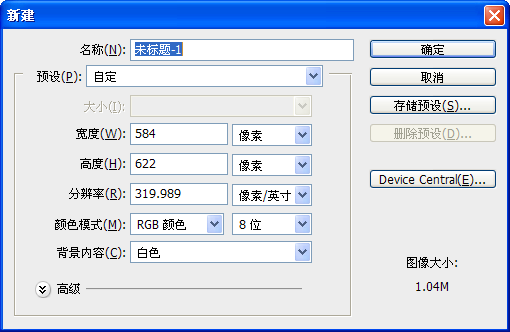 新建
名称(N): 未标题-1
确定
预设(P): 自定
取消
大小(I):
存储预设(S)...
宽度(W): 584 像素
删除预设(D)...
高度(H): 622 像素
分辨率(R): 319.989 像素/英寸
Device Central(E)...
颜色模式(M): RGB 颜色 8 位
背景内容(C): 白色
图像大小:
高级
1.04M